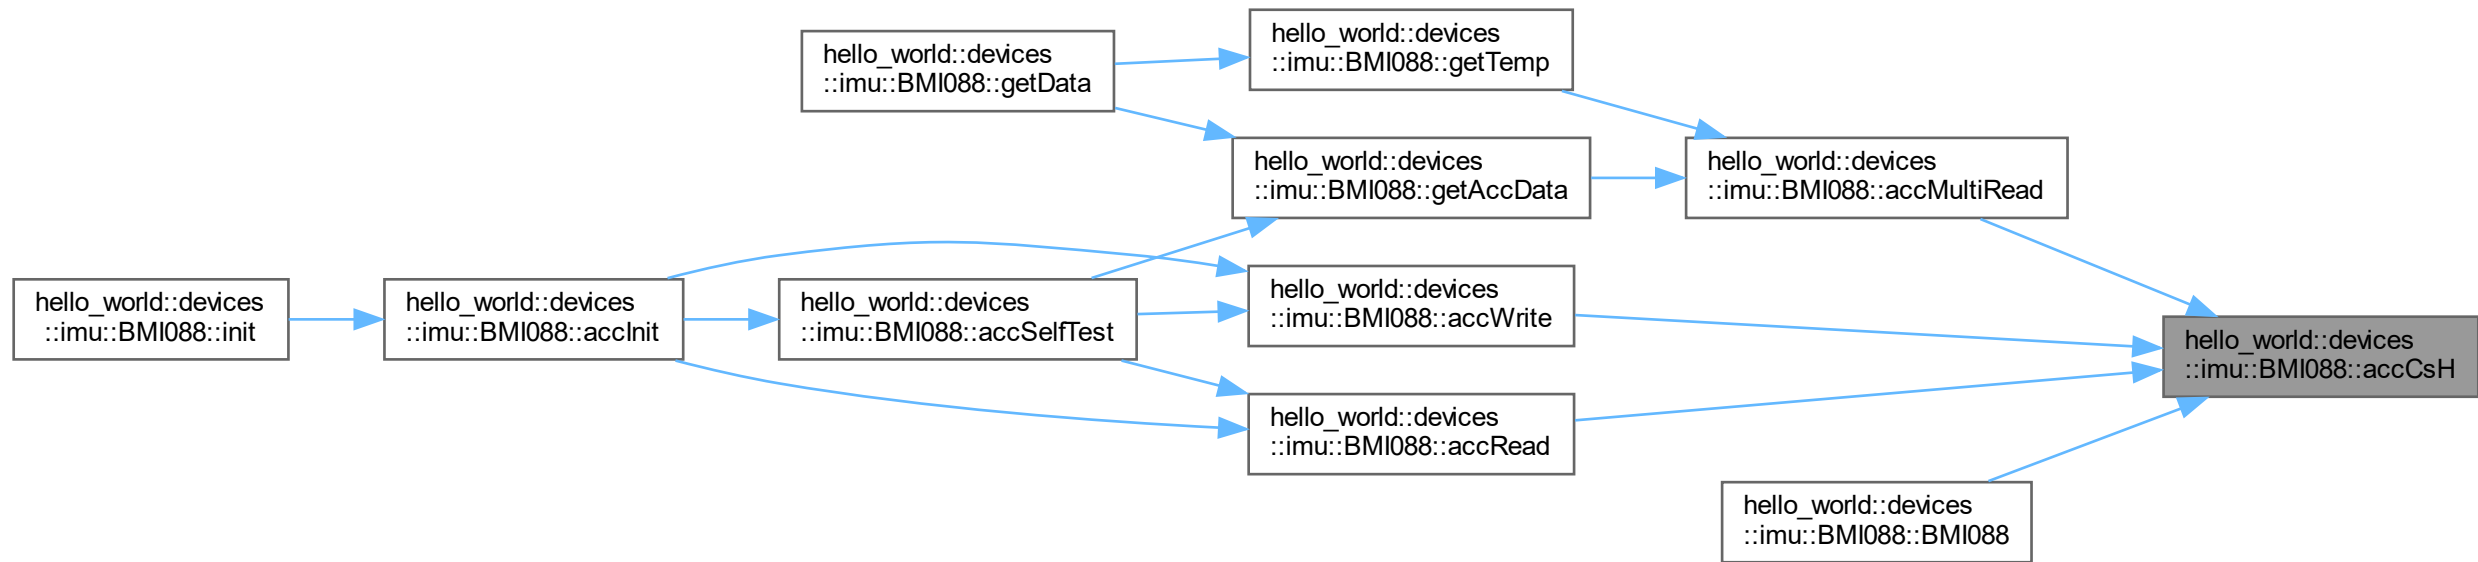 hello_world::devices
::imu::BMI088::getTemp
hello_world::devices
::imu::BMI088::getData
hello_world::devices
::imu::BMI088::getAccData
hello_world::devices
::imu::BMI088::accMultiRead
hello_world::devices
::imu::BMI088::init
hello_world::devices
::imu::BMI088::accInit
hello_world::devices
::imu::BMI088::accSelfTest
hello_world::devices
::imu::BMI088::accWrite
hello_world::devices
::imu::BMI088::accCsH
hello_world::devices
::imu::BMI088::accRead
hello_world::devices
::imu::BMI088::BMI088